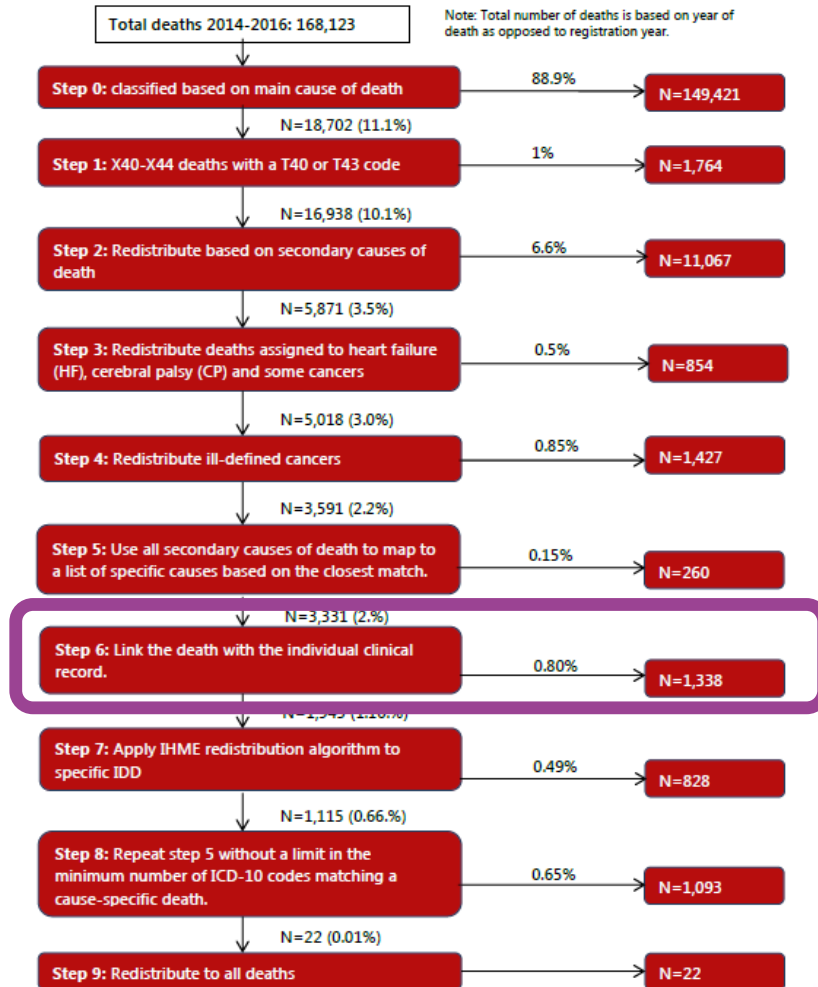 Total deaths 2014-2016: 168,123
Note: Total number of deaths is based on year of
death as opposed to registration year.
Step 0: classified based on main cause of death
88.9%
N=149,421
N=18,702 (11.1%)
Step 1: X40-X44 deaths with a T40 or T43 code
1%
N=1,764
N=16,938 (10.1%)
Step 2: Redistribute based on secondary causes of
death
6.6%
N=11,067
N=5,871 (3.5%)
Step 3: Redistribute deaths assigned to heart failure
(HF), cerebral palsy (CP) and some cancers
0.5%
N=854
N=5,018 (3.0%)
Step 4: Redistribute ill-defined cancers
0.85%
N=1,427
N=3,591 (2.2%)
Step 5: Use all secondary causes of death to map to
a list of specific causes based on the closest match.
0.15%
N=260
N=3,331 (2.%)
Step 6: Link the death with the individual clinical
record.
0.80%
N=1,338
Step 7: Apply IHME redistribution algorithm to
specific IDD
0.49%
N=828
N=1,115 (0.66.%)
Step 8: Repeat step 5 without a limit in the
minimum number of ICD-10 codes matching a
cause-specific death.
0.65%
N=1,093
N=22 (0.01%)
Step 9: Redistribute to all deaths
N=22